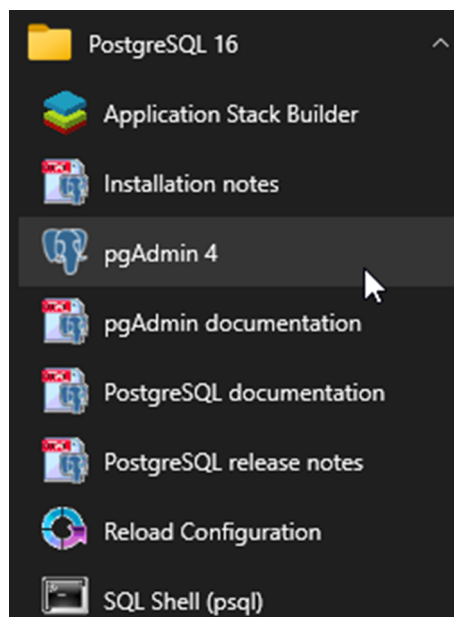 PostgreSQL 16
Application Stack Builder
Installation notes
pgAdmin 4
pgAdmin documentation
PostgreSQL documentation
PostgreSQL release notes
Reload Configuration
SQL Shell (psql)